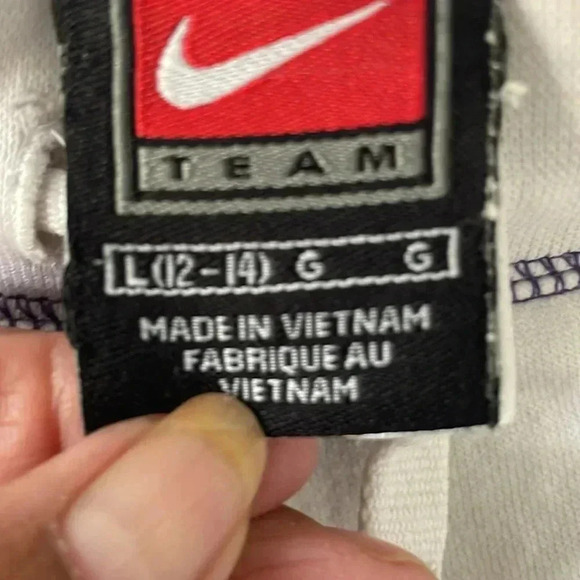 TEAM
L(12-14) G G
MADE IN VIETNAM
FABRIQUE AU
VIETNAM